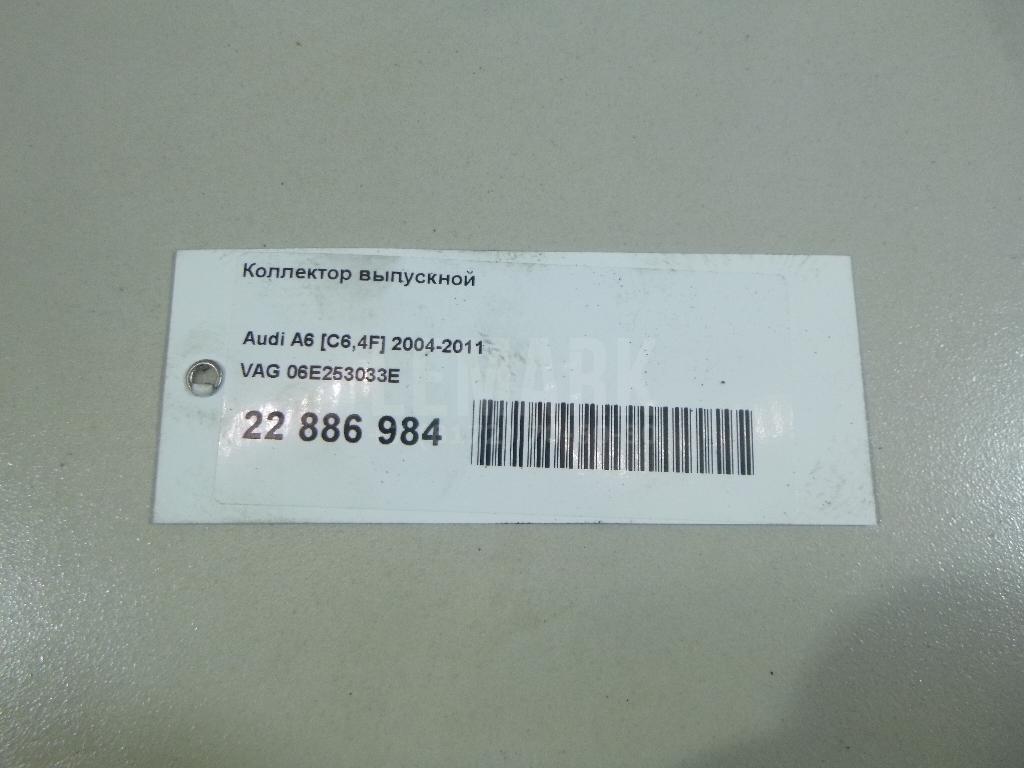 Коллектор выпускной
Audi A6 [C6,4F] 2004-2011
VAG 06E253033E
22 886 984